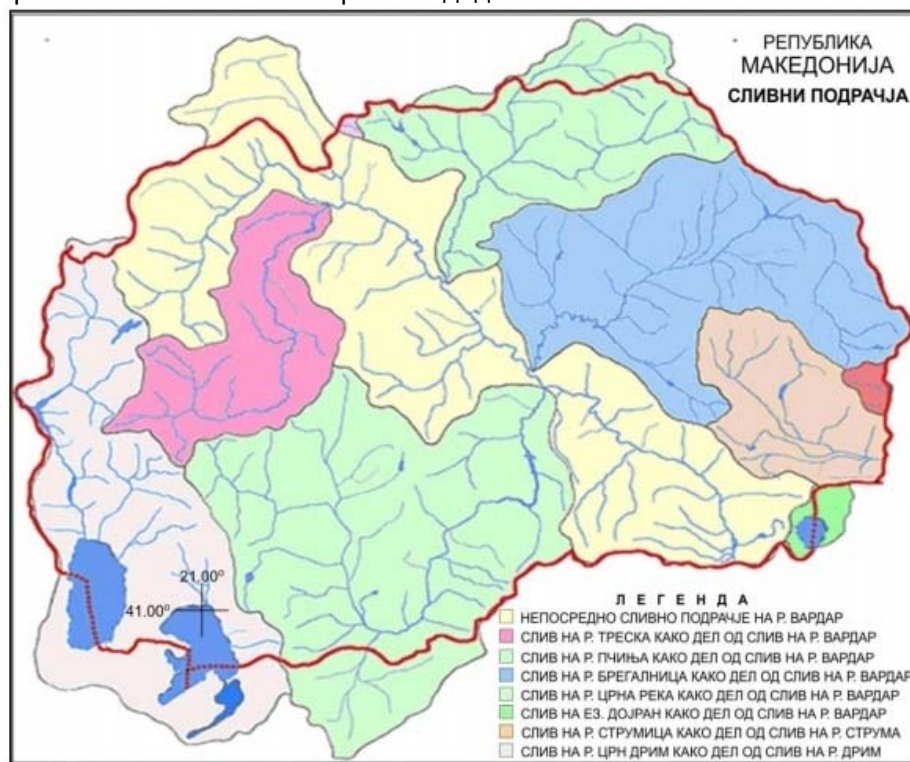 РЕПУБЛИКА
МАКЕДОНИЈА
СЛИВНИ ПОДРАЧЈА
21.00⁰
41.00⁰
Л Е Г Е Н Д А
НЕПОСРЕДНО СЛИВНО ПОДРАЧЈЕ НА Р. ВАРДАР
СЛИВ НА Р. ТРЕСКА КАКО ДЕЛ ОД СЛИВ НА Р. ВАРДАР
СЛИВ НА Р. ПЧИЊА КАКО ДЕЛ ОД СЛИВ НА Р. ВАРДАР
СЛИВ НА Р. БРЕГАЛНИЦА КАКО ДЕЛ ОД СЛИВ НА Р. ВАРДАР
СЛИВ НА Р. ЦРНА РЕКА КАКО ДЕЛ ОД СЛИВ НА Р. ВАРДАР
СЛИВ НА ЕЗ. ДОЈРАН КАКО ДЕЛ ОД СЛИВ НА Р. ВАРДАР
СЛИВ НА Р. СТРУМИЦА КАКО ДЕЛ ОД СЛИВ НА Р. СТРУМА
СЛИВ НА Р. ЦРН ДРИМ КАКО ДЕЛ ОД СЛИВ НА Р. ДРИМ